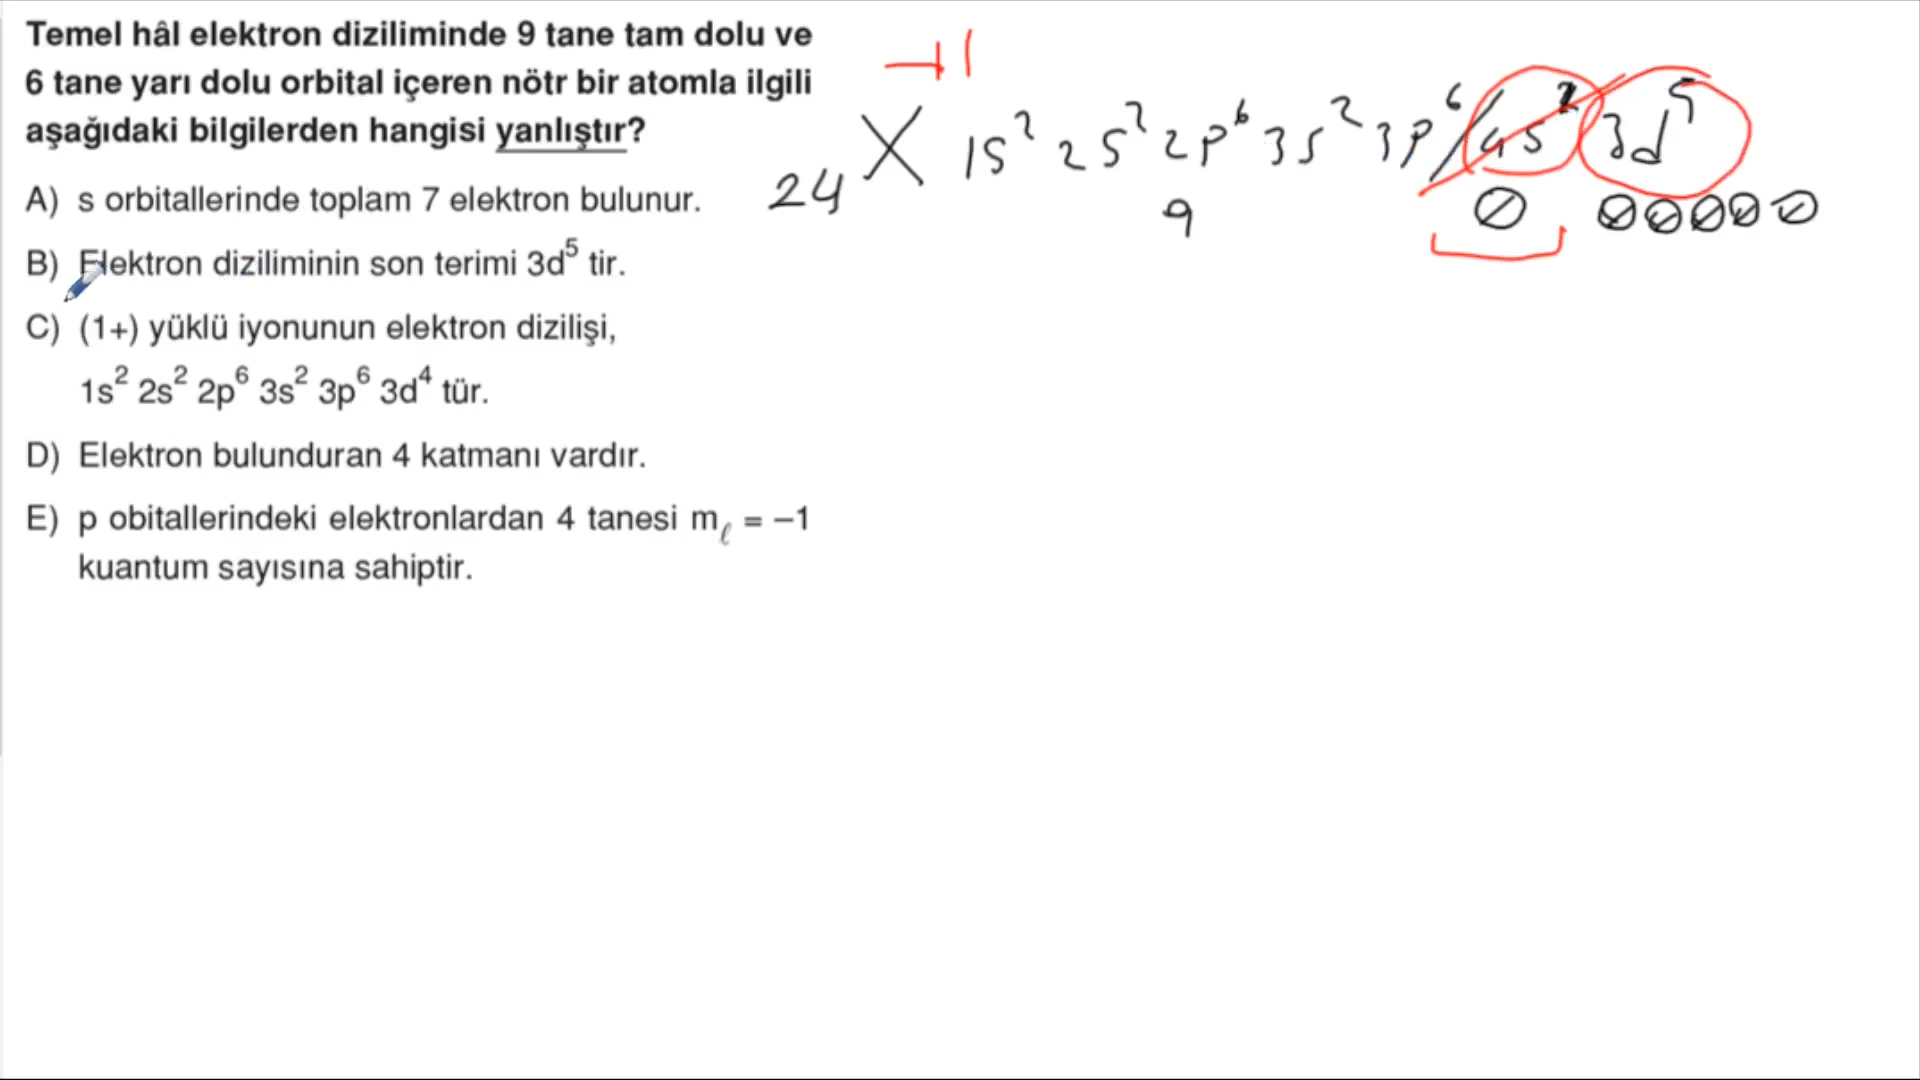 Temel hâl elektron diziliminde 9 tane tam dolu ve
6 tane yarı dolu orbital içeren nötr bir atomla ilgili
aşağıdaki bilgilerden hangisi yanlıştır?
A) s orbitallerinde toplam 7 elektron bulunur.
B) Elektron diziliminin son terimi 3d⁵ tir.
C) (1+) yüklü iyonunun elektron dizilişi,
1s² 2s² 2p⁶ 3s² 3p⁶ 3d⁴ tür.
D) Elektron bulunduran 4 katmanı vardır.
E) p obitallerindeki elektronlardan 4 tanesi mℓ = −1
kuantum sayısına sahiptir.
+1
₂₄X 1s² 2s² 2p⁶ 3s² 3p⁶ / 4s 3d⁵
9